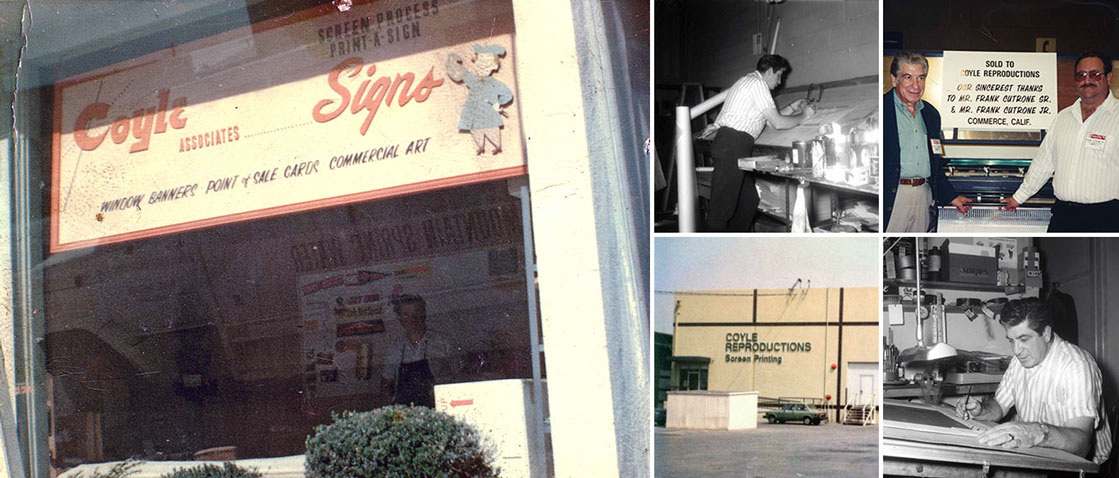 SCREEN PROCESS
PRINT-A-SIGN
Coyle
ASSOCIATES
Signs
WINDOW BANNERS POINT of SALE CARDS COMMERCIAL ART
SOLD TO
COYLE REPRODUCTIONS
OUR SINCEREST THANKS
TO MR. FRANK CUTRONE SR.
& MR. FRANK CUTRONE JR.
COMMERCE, CALIF.
COYLE
REPRODUCTIONS
Screen Printing